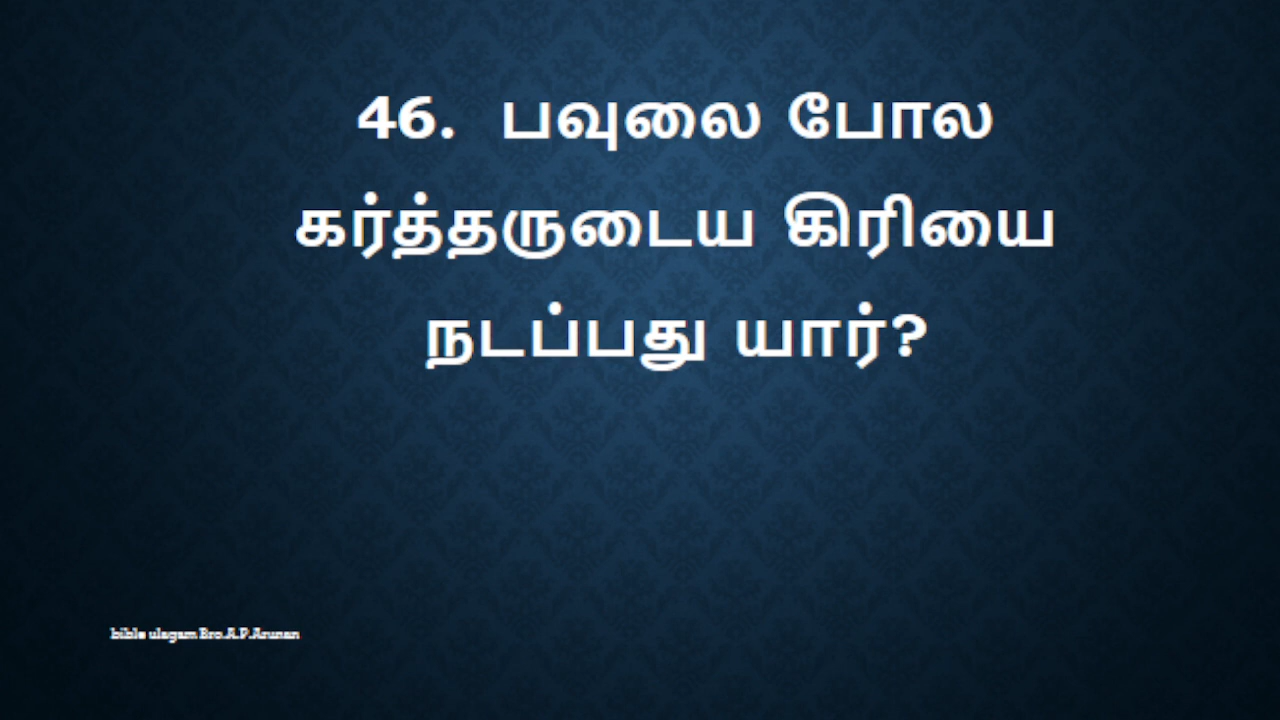 46. பவுலை போல
கர்த்தருடைய கிரியை
நடப்பது யார்?
bible ulagam Bro.A.P.Arunan